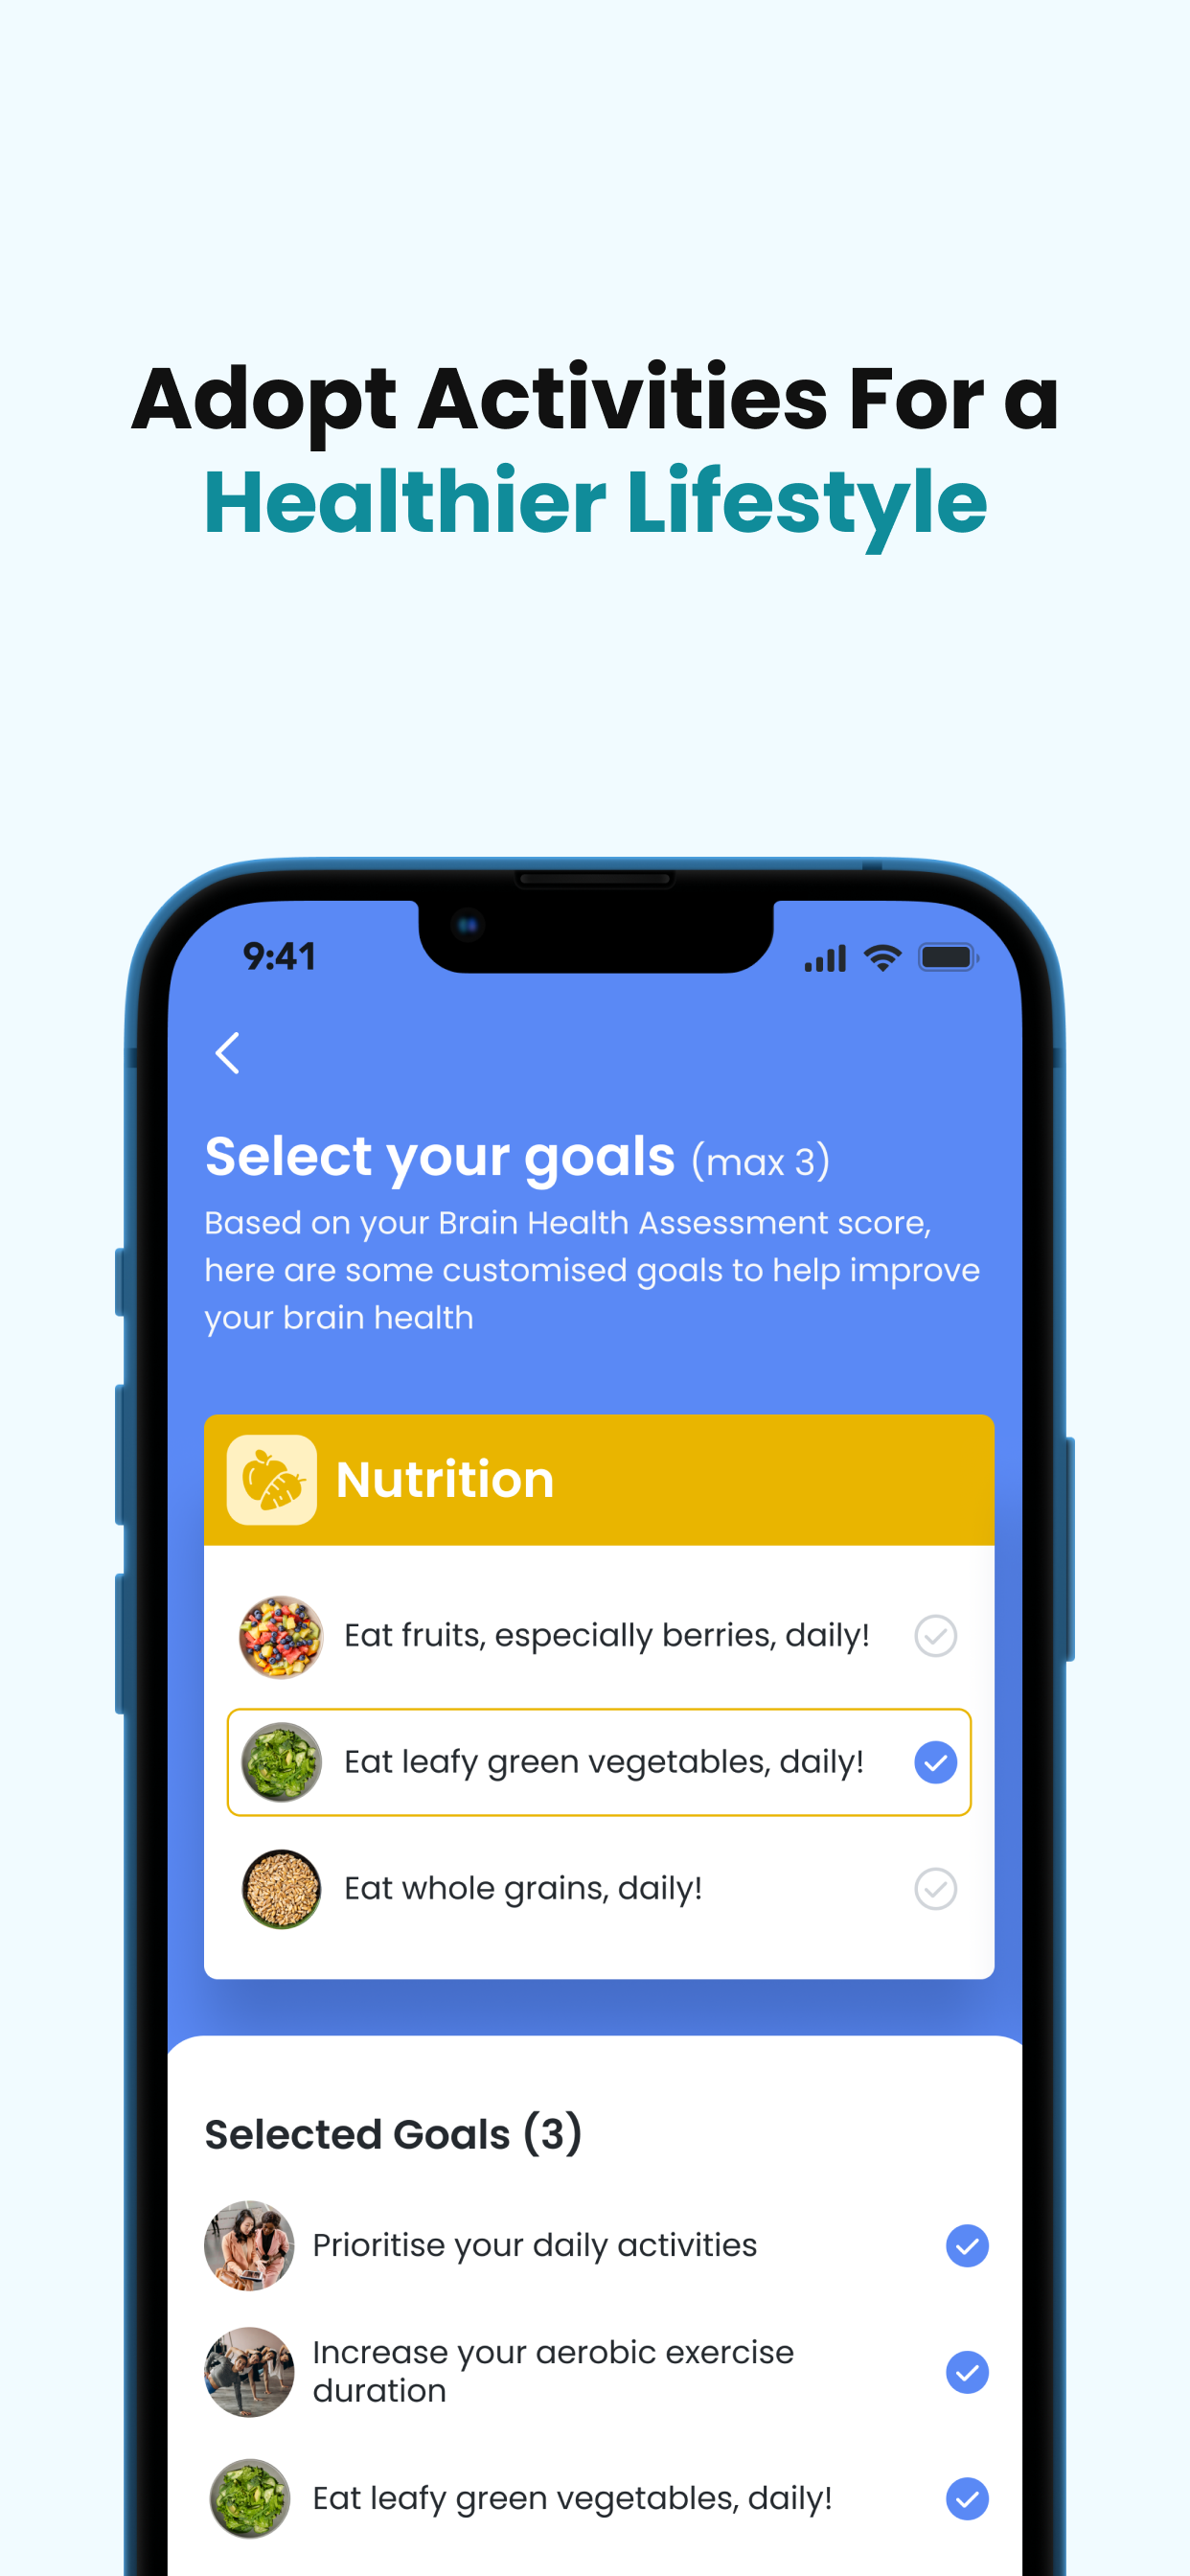 Adopt Activities For a
Healthier Lifestyle
9:41
Select your goals (max 3)
Based on your Brain Health Assessment score,
here are some customised goals to help improve
your brain health
Nutrition
Eat fruits, especially berries, daily!
Eat leafy green vegetables, daily!
Eat whole grains, daily!
Selected Goals (3)
Prioritise your daily activities
Increase your aerobic exercise
duration
Eat leafy green vegetables, daily!